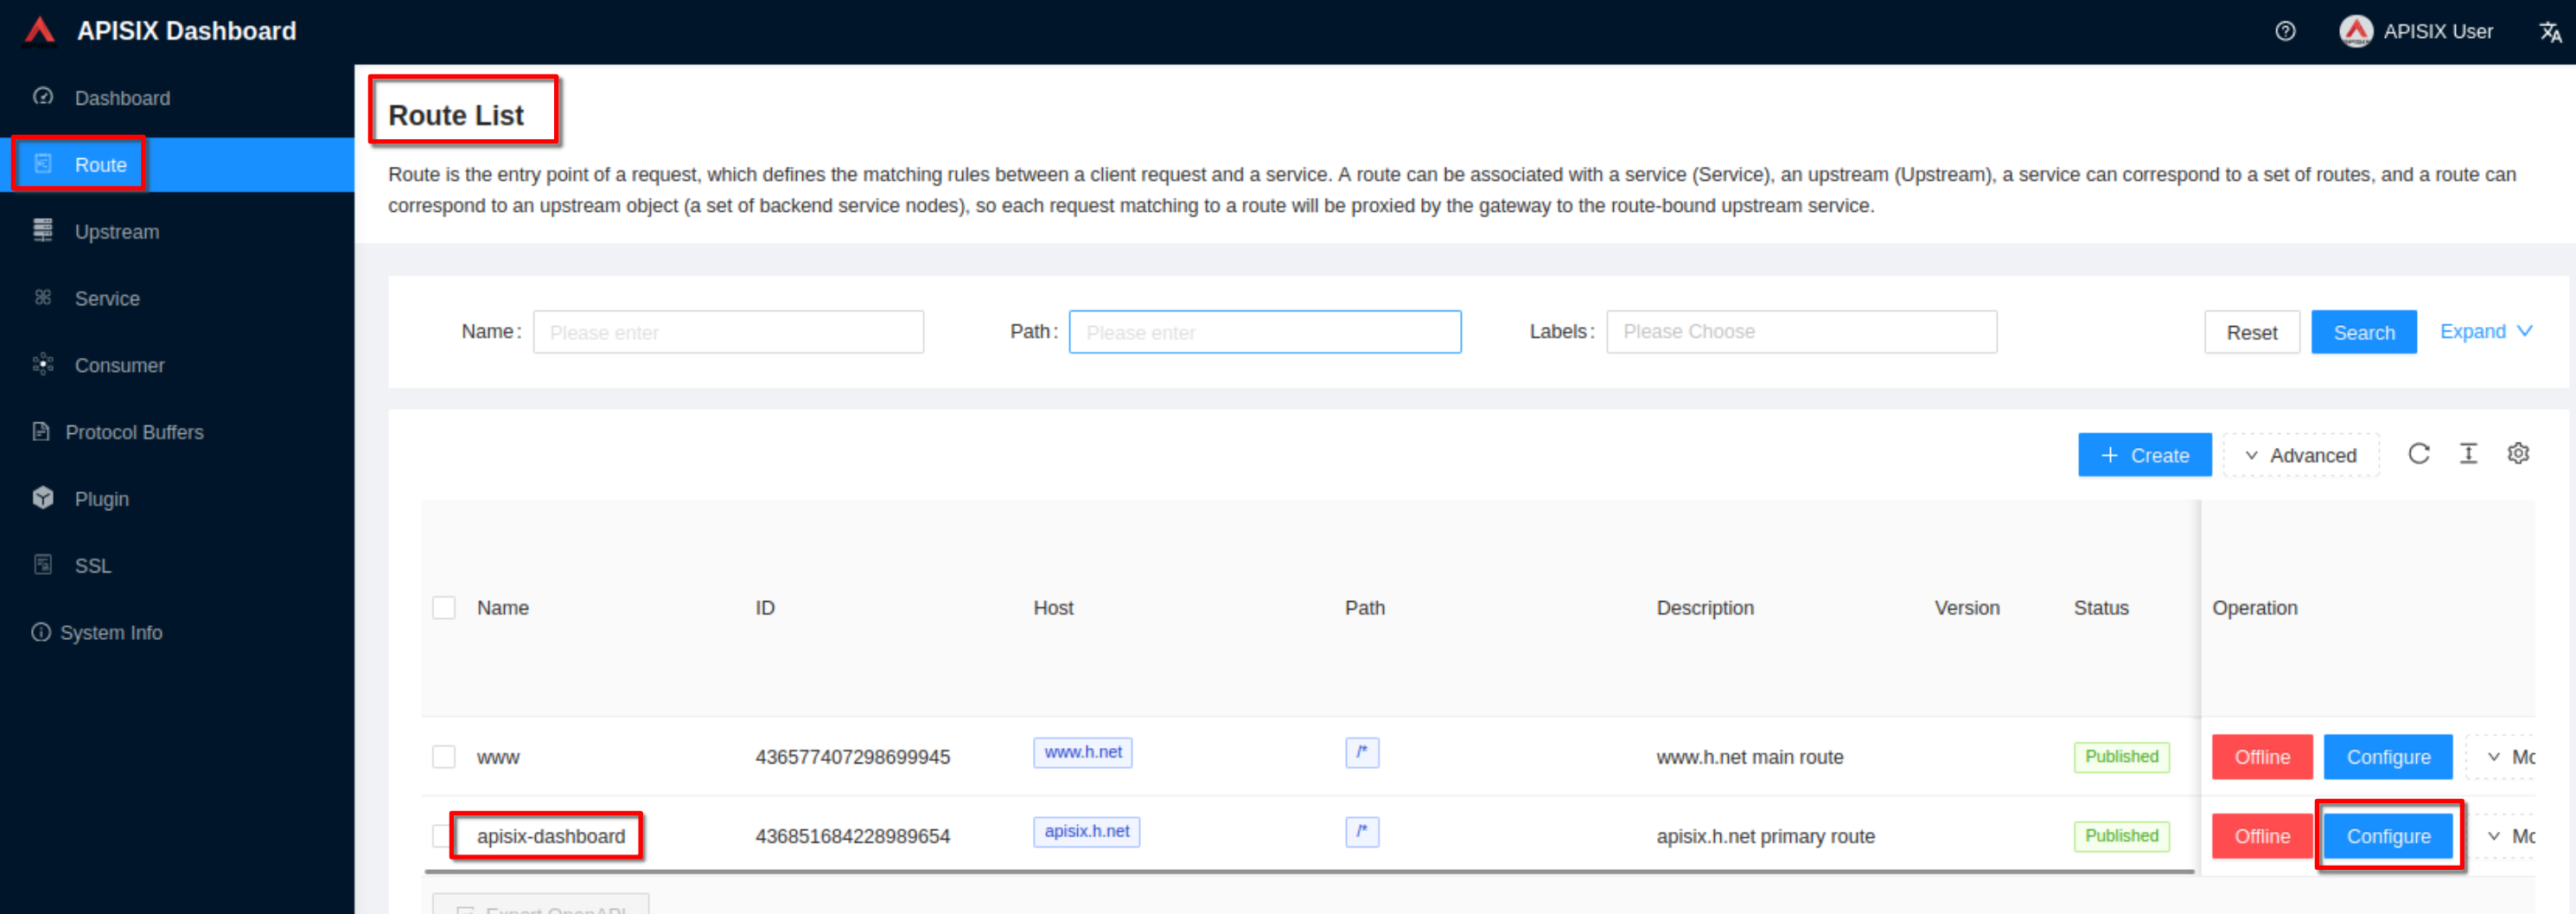 APISIX Dashboard
APISIX User
Dashboard
Route
Upstream
Service
Consumer
Protocol Buffers
Plugin
SSL
System Info
Route List
Route is the entry point of a request, which defines the matching rules between a client request and a service. A route can be associated with a service (Service), an upstream (Upstream), a service can correspond to a set of routes, and a route can
correspond to an upstream object (a set of backend service nodes), so each request matching to a route will be proxied by the gateway to the route-bound upstream service.
Name: Please enter Path: Please enter Labels: Please Choose Reset Search Expand
+ Create Advanced
Name ID Host Path Description Version Status Operation
www 436577407298699945 www.h.net /* www.h.net main route Published Offline Configure
apisix-dashboard 436851684228989654 apisix.h.net /* apisix.h.net primary route Published Offline Configure
Export OpenAPI